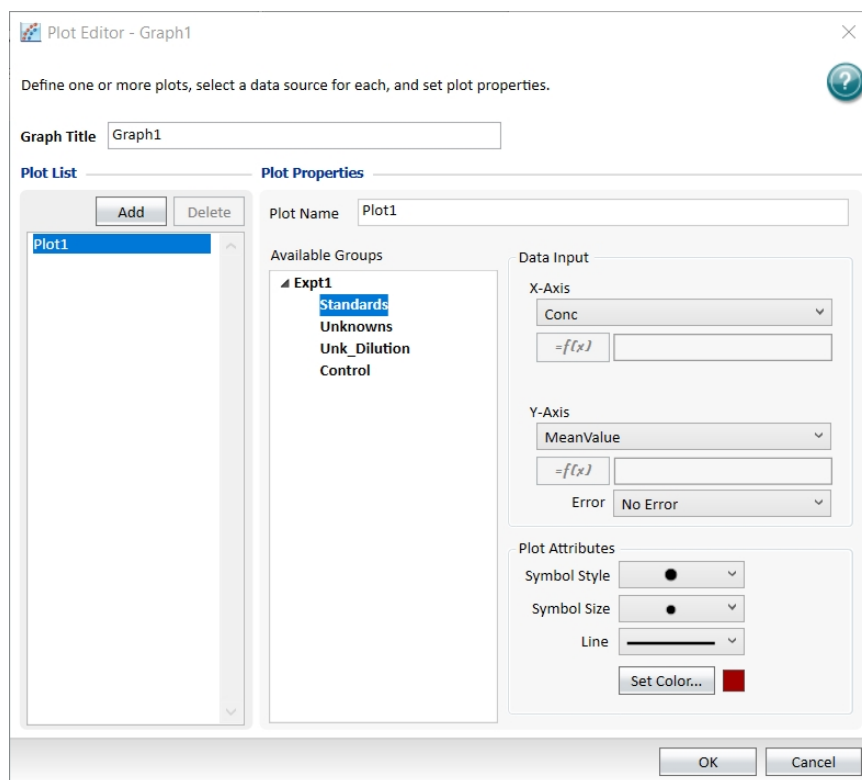 Plot Editor - Graph1
Define one or more plots, select a data source for each, and set plot properties.
?
Graph Title Graph1
Plot List
Plot Properties
Add Delete
Plot1
Plot Name Plot1
Available Groups
Expt1
Standards
Unknowns
Unk_Dilution
Control
Data Input
X-Axis
Conc
=f(x)
Y-Axis
MeanValue
=f(x)
Error No Error
Plot Attributes
Symbol Style
Symbol Size
Line
Set Color...
OK Cancel